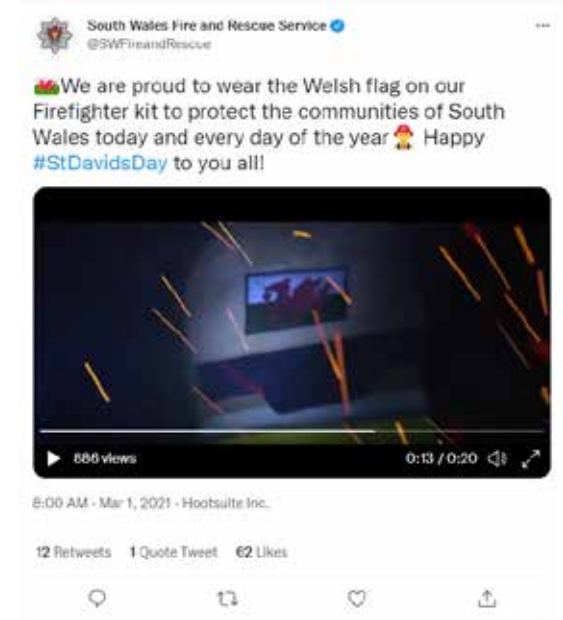 South Wales Fire and Rescue Service
@SWFireandRescue
We are proud to wear the Welsh flag on our
Firefighter kit to protect the communities of South
Wales today and every day of the year Happy
#StDavidsDay to you all!
886 views
0:13 / 0:20
8:00 AM - Mar 1, 2021 - Hootsuite Inc.
12 Retweets 1 Quote Tweet 62 Likes